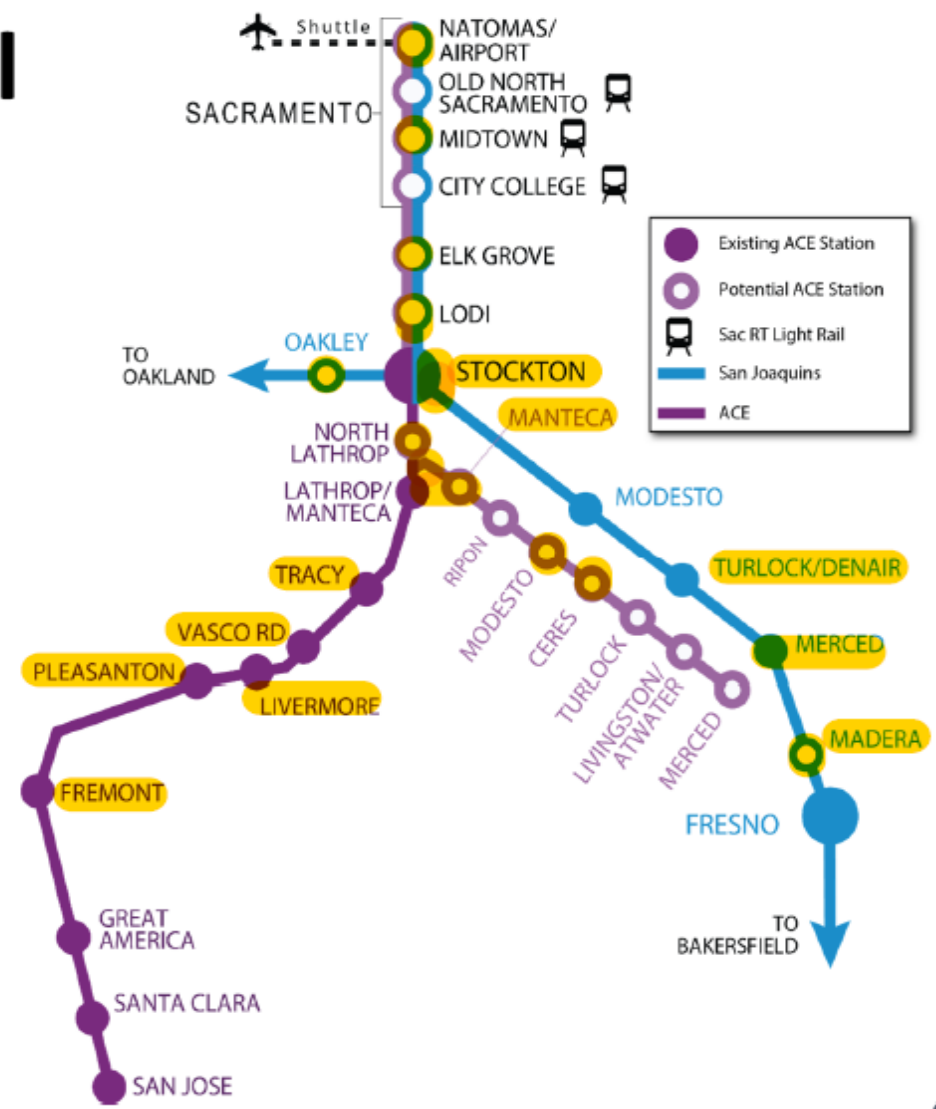 Shuttle
NATOMAS/
AIRPORT
OLD NORTH
SACRAMENTO
SACRAMENTO
MIDTOWN
CITY COLLEGE
ELK GROVE
LODI
Existing ACE Station
Potential ACE Station
Sac RT Light Rail
San Joaquins
ACE
OAKLEY
TO
OAKLAND
STOCKTON
MANTECA
NORTH
LATHROP
LATHROP/
MANTECA
MODESTO
RIPON
MODESTO
CERES
TURLOCK
LIVINGSTON/
ATWATER
MERCED
TURLOCK/DENAIR
MERCED
MADERA
FRESNO
TO
BAKERSFIELD
TRACY
VASCO RD
PLEASANTON
LIVERMORE
FREMONT
GREAT
AMERICA
SANTA CLARA
SAN JOSE